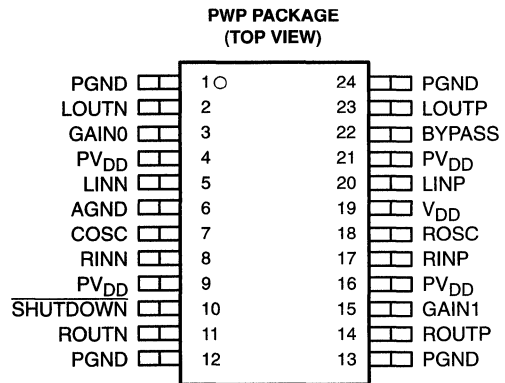 PWP PACKAGE
(TOP VIEW)
PGND 1 24 PGND
LOUTN 2 23 LOUTP
GAIN0 3 22 BYPASS
PVDD 4 21 PVDD
LINN 5 20 LINP
AGND 6 19 VDD
COSC 7 18 ROSC
RINN 8 17 RINP
PVDD 9 16 PVDD
SHUTDOWN 10 15 GAIN1
ROUTN 11 14 ROUTP
PGND 12 13 PGND